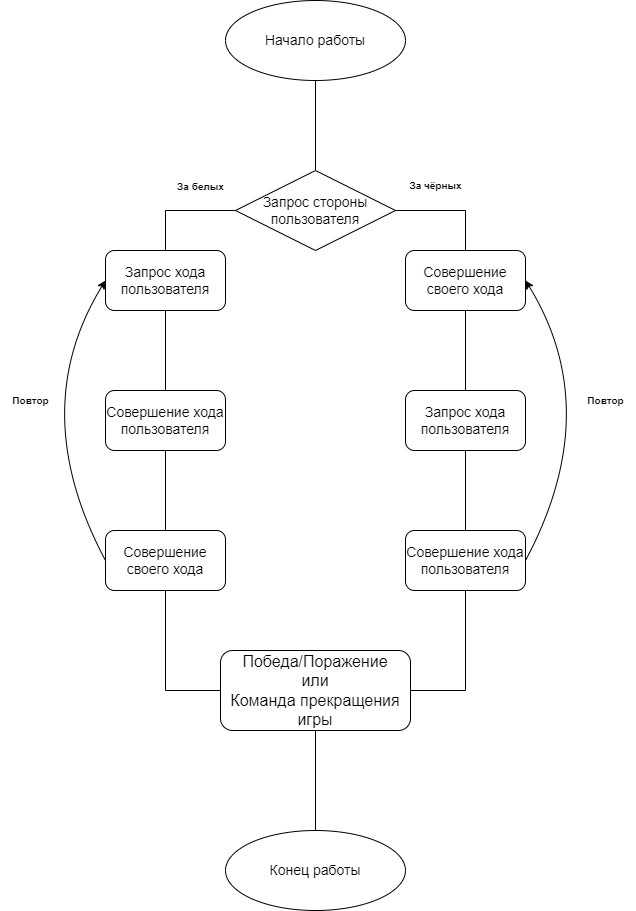 Начало работы
За белых
За чёрных
Запрос стороны
пользователя
Запрос хода
пользователя
Совершение
своего хода
Повтор
Повтор
Совершение хода
пользователя
Запрос хода
пользователя
Совершение
своего хода
Совершение хода
пользователя
Победа/Поражение
или
Команда прекращения
игры
Конец работы